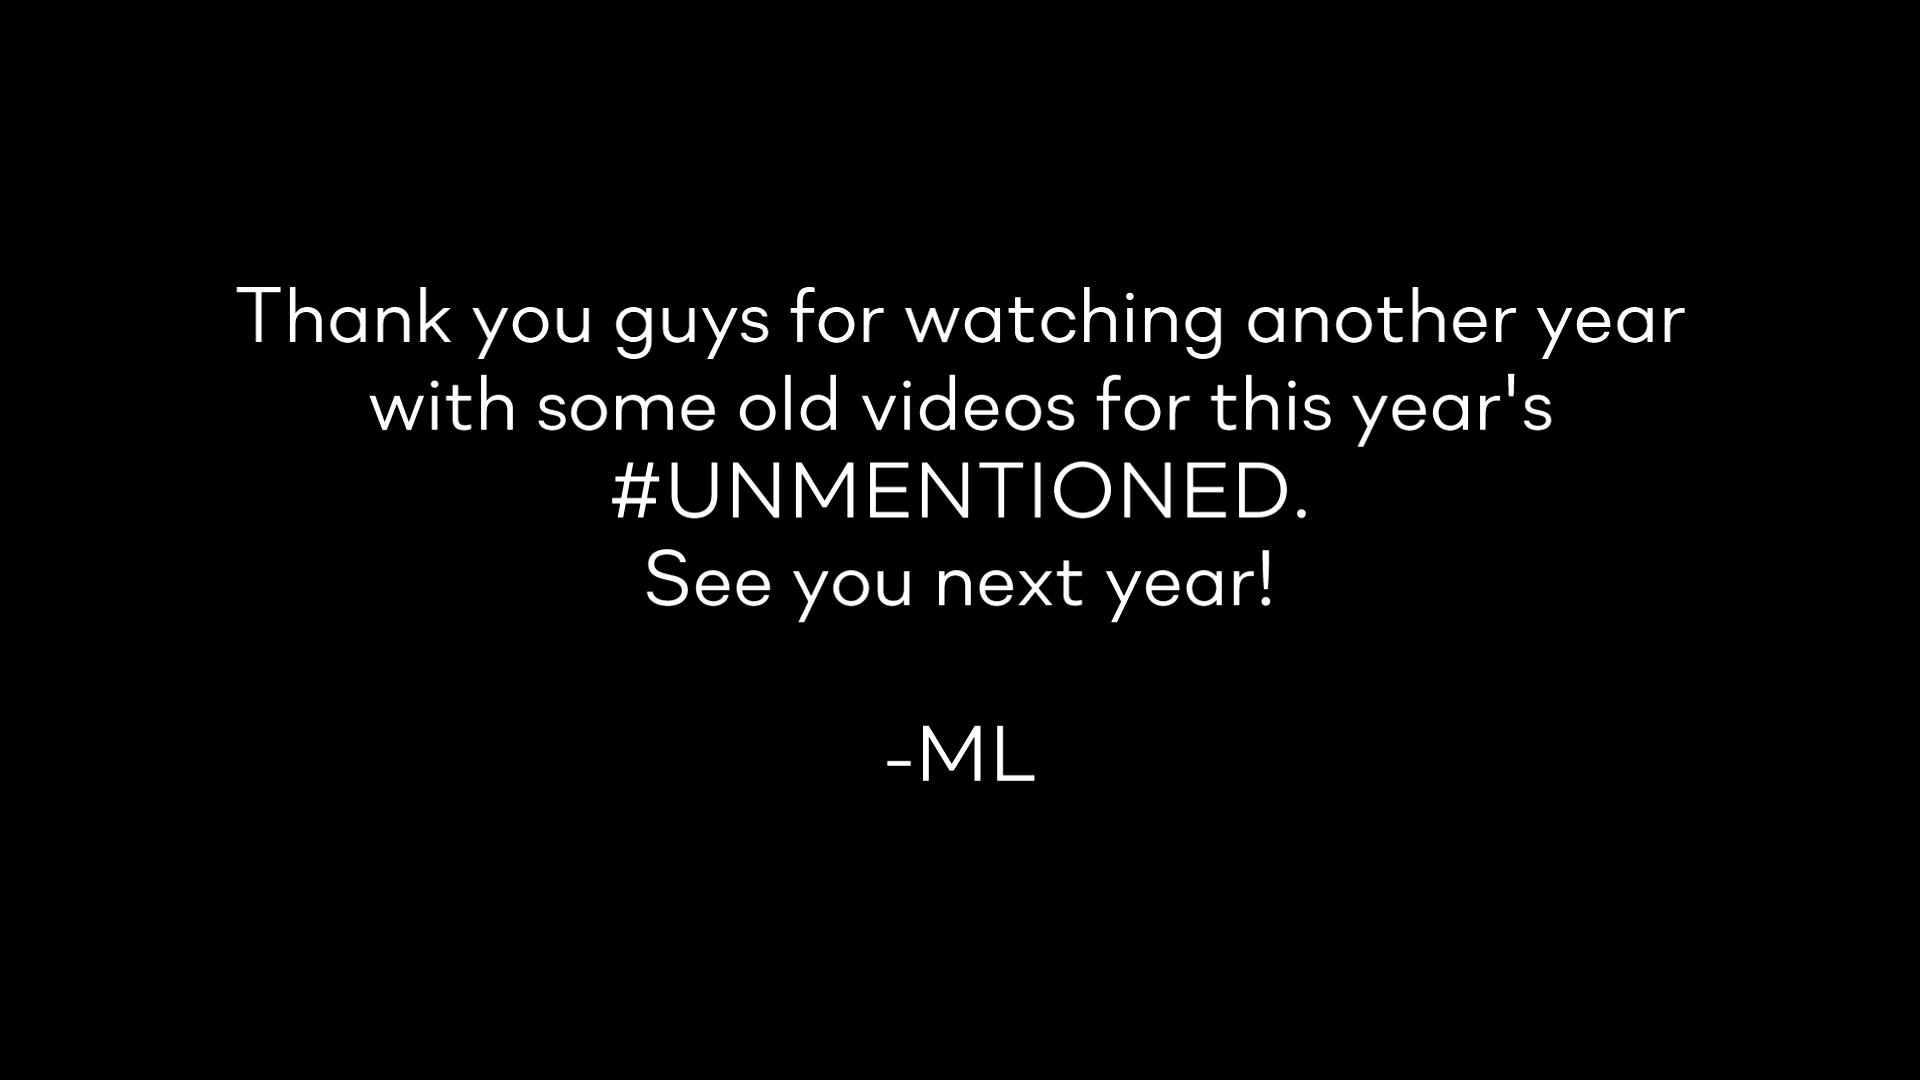 Thank you guys for watching another year
with some old videos for this year's
#UNMENTIONED.
See you next year!
-ML